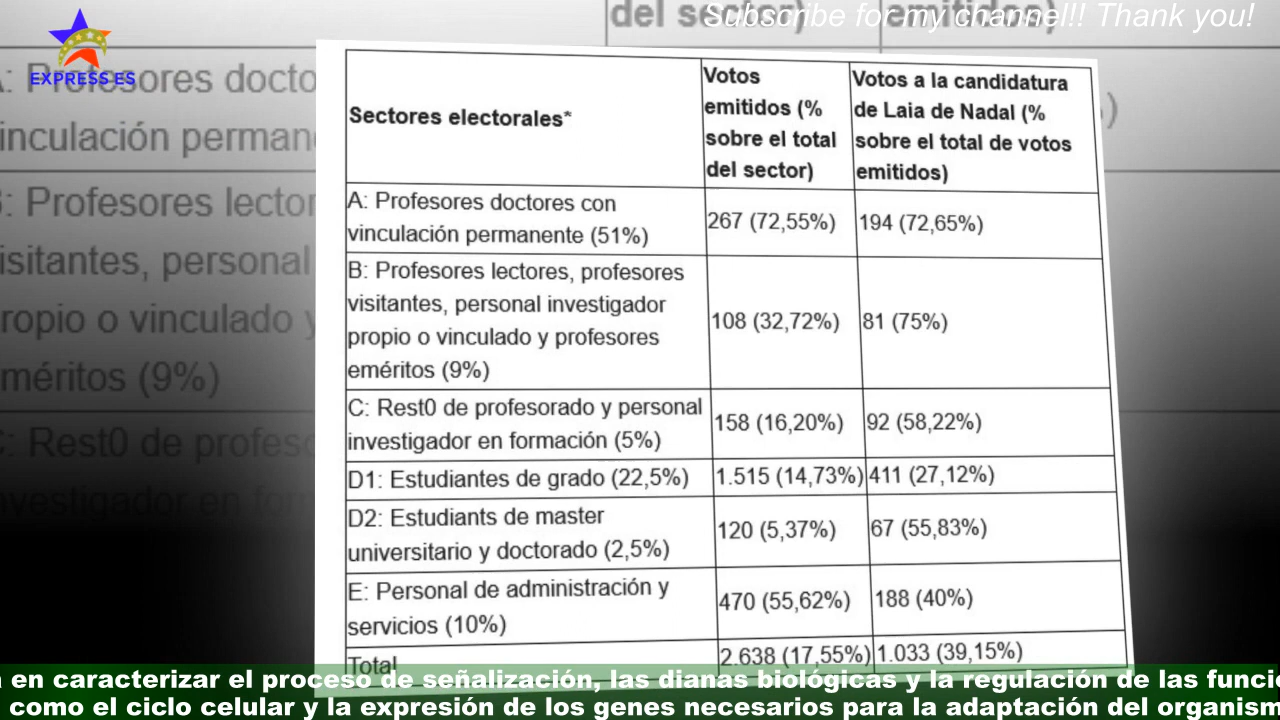 del sector)
emitidos)
Subscribe for my channel!! Thank you!
EXPRESS ES
A: Profesores docto
vinculación perman
B: Profesores lector
visitantes, personal
propio o vinculado y
eméritos (9%)
C: Rest0 de profeso
investigador en for
Sectores electorales*
Votos
emitidos (%
sobre el total
del sector)
Votos a la candidatura
de Laia de Nadal (%
sobre el total de votos
emitidos)
A: Profesores doctores con
vinculación permanente (51%)
267 (72,55%)
194 (72,65%)
B: Profesores lectores, profesores
visitantes, personal investigador
propio o vinculado y profesores
eméritos (9%)
108 (32,72%)
81 (75%)
C: Rest0 de profesorado y personal
investigador en formación (5%)
158 (16,20%)
92 (58,22%)
D1: Estudiantes de grado (22,5%)
1.515 (14,73%)
411 (27,12%)
D2: Estudiants de master
universitario y doctorado (2,5%)
120 (5,37%)
67 (55,83%)
E: Personal de administración y
servicios (10%)
470 (55,62%)
188 (40%)
Total
2.638 (17,55%)
1.033 (39,15%)
a en caracterizar el proceso de señalización, las dianas biológicas y la regulación de las funcio
como el ciclo celular y la expresión de los genes necesarios para la adaptación del organism